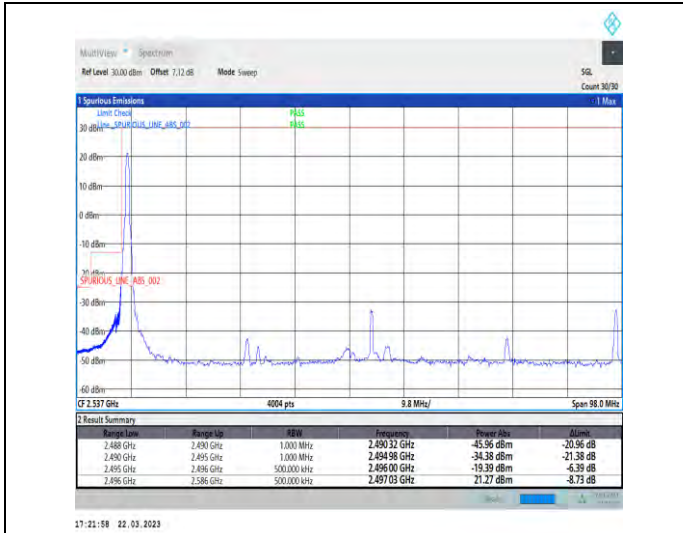 MultiView Spectrum
Ref Level 30.00 dBm Offset 7.12 dB Mode Sweep SGL
Count 30/30
1 Spurious Emissions 1 Max
Limit Check PASS
30 dBm Line _SPURIOUS_LINE_ABS_002 PASS
20 dBm
10 dBm
0 dBm
-10 dBm
-20 dBm
SPURIOUS_LINE_ABS_002
-30 dBm
-40 dBm
-50 dBm
-60 dBm
CF 2.537 GHz 4004 pts 9.8 MHz/ Span 98.0 MHz
2 Result Summary
Range Low Range Up RBW Frequency Power Abs ΔLimit
2.488 GHz 2.490 GHz 1.000 MHz 2.490 32 GHz -45.96 dBm -20.96 dB
2.490 GHz 2.495 GHz 1.000 MHz 2.494 98 GHz -34.38 dBm -21.38 dB
2.495 GHz 2.496 GHz 500.000 kHz 2.496 00 GHz -19.39 dBm -6.39 dB
2.496 GHz 2.586 GHz 500.000 kHz 2.497 03 GHz 21.27 dBm -8.73 dB
17:21:58 22.03.2023